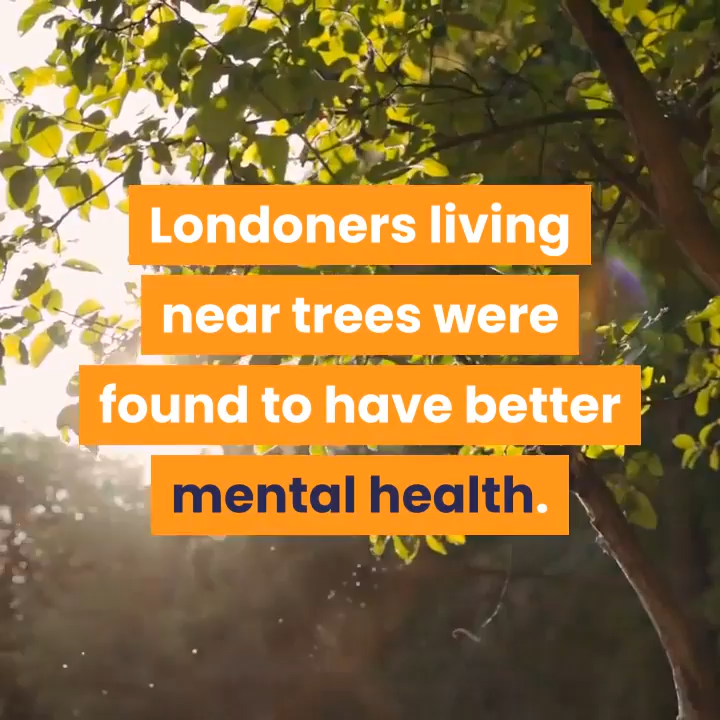 Londoners living
near trees were
found to have better
mental health.